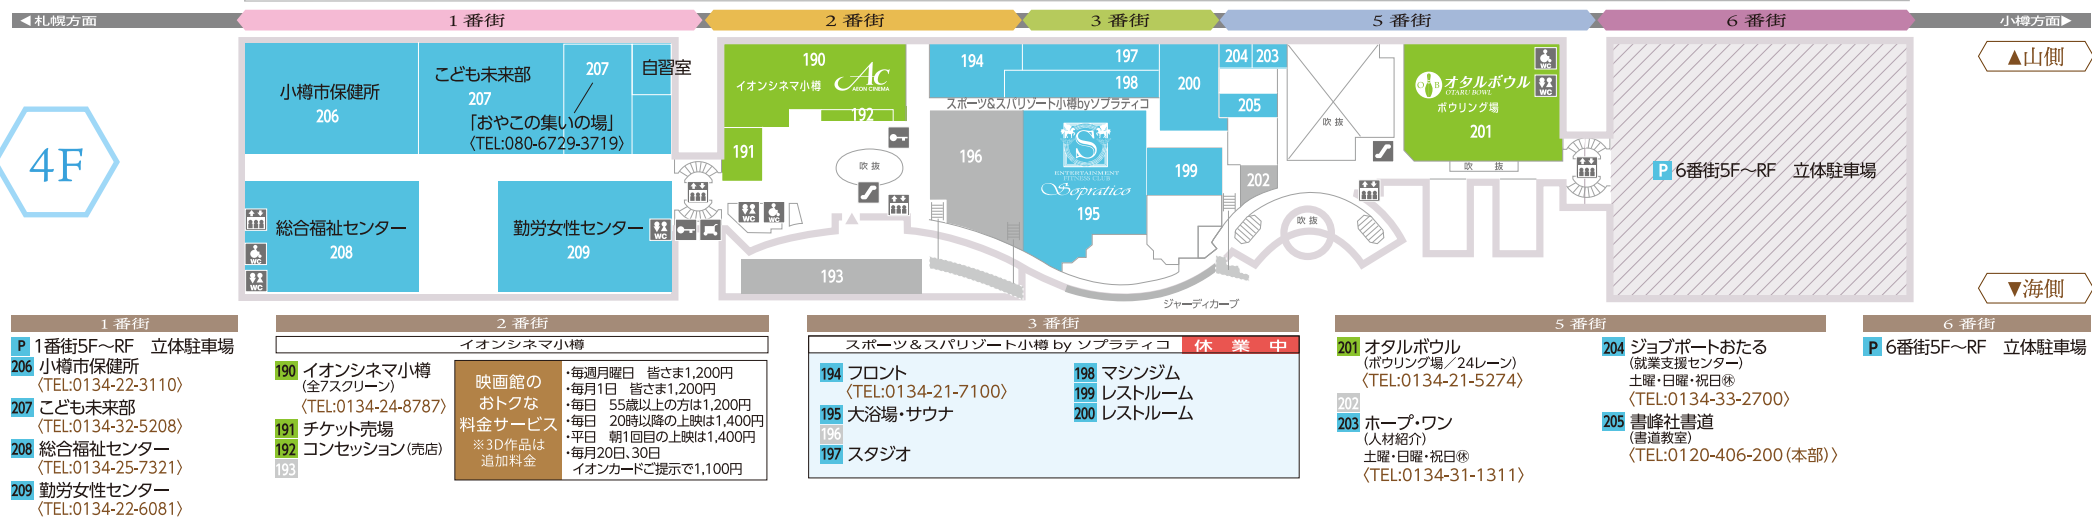 ◀札幌方面
1番街
2番街
3番街
5番街
6番街
小樽方面▶
4F
▲山側
▼海側
小樽市保健所
206
こども未来部
207
207
「おやこの集いの場」
〈TEL:080-6729-3719〉
自習室
総合福祉センター
208
勤労女性センター
209
WC
WC
WC
190
イオンシネマ小樽
AC
AEON CINEMA
192
191
吹抜
WC
WC
193
194
197
198
200
スポーツ&スパリゾート小樽byソプラティコ
196
S
ENTERTAINMENT
FITNESS CLUB
Sopratico
195
199
ジャーディカーブ
204
203
205
202
吹抜
吹抜
OB
オタルボウル
OTARU BOWL
ボウリング場
201
WC
WC
吹抜
P 6番街5F～RF 立体駐車場
1番街
P 1番街5F～RF 立体駐車場
206 小樽市保健所
〈TEL:0134-22-3110〉
207 こども未来部
〈TEL:0134-32-5208〉
208 総合福祉センター
〈TEL:0134-25-7321〉
209 勤労女性センター
〈TEL:0134-22-6081〉
2番街
イオンシネマ小樽
190 イオンシネマ小樽
(全7スクリーン)
〈TEL:0134-24-8787〉
191 チケット売場
192 コンセッション(売店)
193
映画館の
おトクな
料金サービス
※3D作品は
追加料金
・毎週月曜日 皆さま1,200円
・毎月1日 皆さま1,200円
・毎日 55歳以上の方は1,200円
・毎日 20時以降の上映は1,400円
・平日 朝1回目の上映は1,400円
・毎月20日、30日
イオンカードご提示で1,100円
3番街
スポーツ&スパリゾート小樽 by ソプラティコ 休業中
194 フロント
〈TEL:0134-21-7100〉
195 大浴場・サウナ
196
197 スタジオ
198 マシンジム
199 レストルーム
200 レストルーム
5番街
201 オタルボウル
(ボウリング場／24レーン)
〈TEL:0134-21-5274〉
202
203 ホープ・ワン
(人材紹介)
土曜・日曜・祝日㊡
〈TEL:0134-31-1311〉
204 ジョブポートおたる
(就業支援センター)
土曜・日曜・祝日㊡
〈TEL:0134-33-2700〉
205 書峰社書道
(書道教室)
〈TEL:0120-406-200(本部)〉
6番街
P 6番街5F～RF 立体駐車場